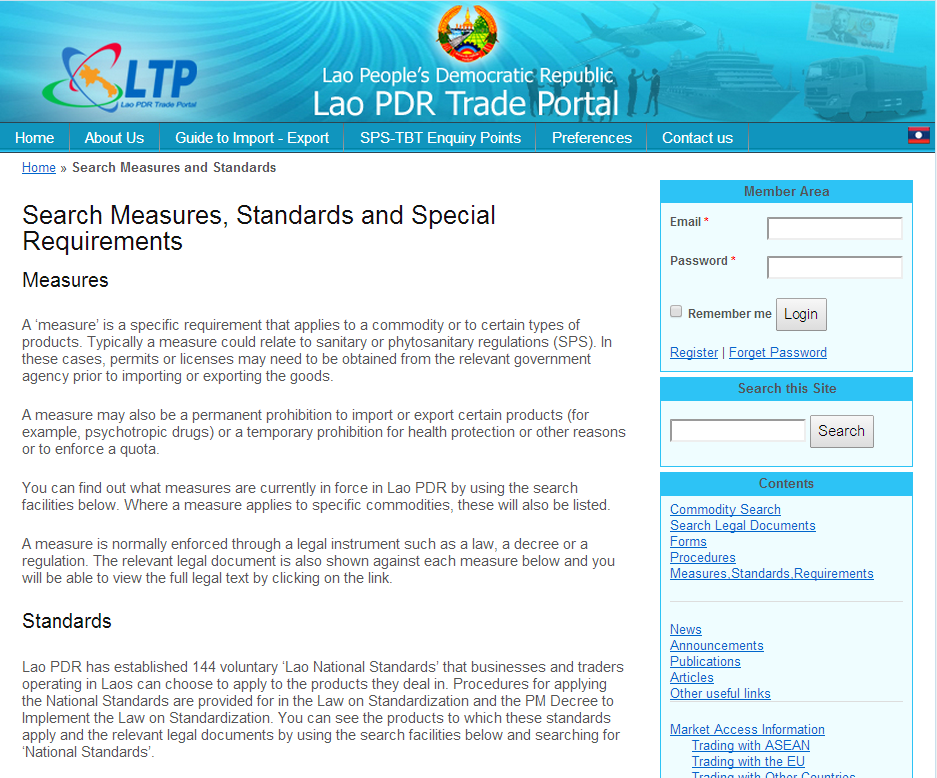 LTP
Lao PDR Trade Portal
Lao People's Democratic Republic
Lao PDR Trade Portal
Home
About Us
Guide to Import - Export
SPS-TBT Enquiry Points
Preferences
Contact us
Home » Search Measures and Standards
Search Measures, Standards and Special
Requirements
Measures
A ‘measure’ is a specific requirement that applies to a commodity or to certain types of
products. Typically a measure could relate to sanitary or phytosanitary regulations (SPS). In
these cases, permits or licenses may need to be obtained from the relevant government
agency prior to importing or exporting the goods.
A measure may also be a permanent prohibition to import or export certain products (for
example, psychotropic drugs) or a temporary prohibition for health protection or other reasons
or to enforce a quota.
You can find out what measures are currently in force in Lao PDR by using the search
facilities below. Where a measure applies to specific commodities, these will also be listed.
A measure is normally enforced through a legal instrument such as a law, a decree or a
regulation. The relevant legal document is also shown against each measure below and you
will be able to view the full legal text by clicking on the link.
Standards
Lao PDR has established 144 voluntary ‘Lao National Standards’ that businesses and traders
operating in Laos can choose to apply to the products they deal in. Procedures for applying
the National Standards are provided for in the Law on Standardization and the PM Decree to
Implement the Law on Standardization. You can see the products to which these standards
apply and the relevant legal documents by using the search facilities below and searching for
‘National Standards’.
Member Area
Email *
Password *
Remember me Login
Register | Forget Password
Search this Site
Search
Contents
Commodity Search
Search Legal Documents
Forms
Procedures
Measures,Standards,Requirements
News
Announcements
Publications
Articles
Other useful links
Market Access Information
Trading with ASEAN
Trading with the EU
Trading with Other Countries